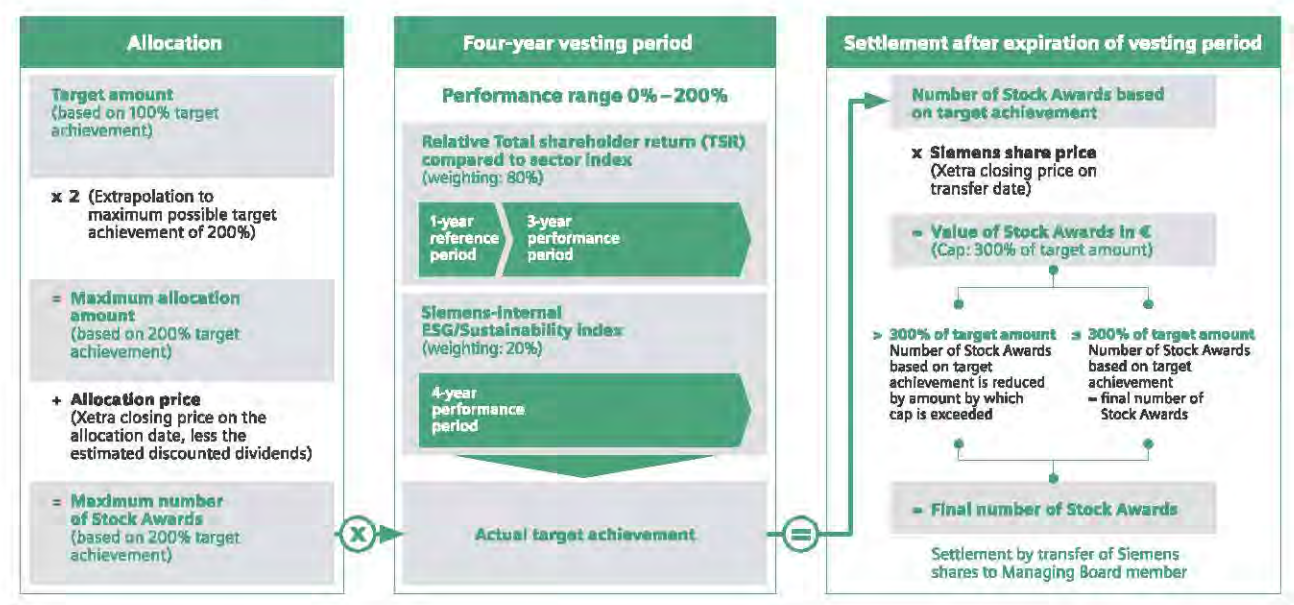 Allocation
Target amount
(based on 100% target
achievement)
x 2 (Extrapolation to
maximum possible target
achievement of 200%)
= Maximum allocation
amount
(based on 200% target
achievement)
+ Allocation price
(Xetra closing price on the
allocation date, less the
estimated discounted dividends)
= Maximum number
of Stock Awards
(based on 200% target
achievement)
x
Four-year vesting period
Performance range 0%–200%
Relative Total shareholder return (TSR)
compared to sector index
(weighting: 80%)
1-year
reference
period
3-year
performance
period
Siemens-internal
ESG/Sustainability index
(weighting: 20%)
4-year
performance
period
Actual target achievement
=
Settlement after expiration of vesting period
Number of Stock Awards based
on target achievement
x Siemens share price
(Xetra closing price on
transfer date)
= Value of Stock Awards in €
(Cap: 300% of target amount)
> 300% of target amount
Number of Stock Awards
based on target
achievement is reduced
by amount by which
cap is exceeded
≤ 300% of target amount
Number of Stock Awards
based on target
achievement
= final number of
Stock Awards
= Final number of Stock Awards
Settlement by transfer of Siemens
shares to Managing Board member